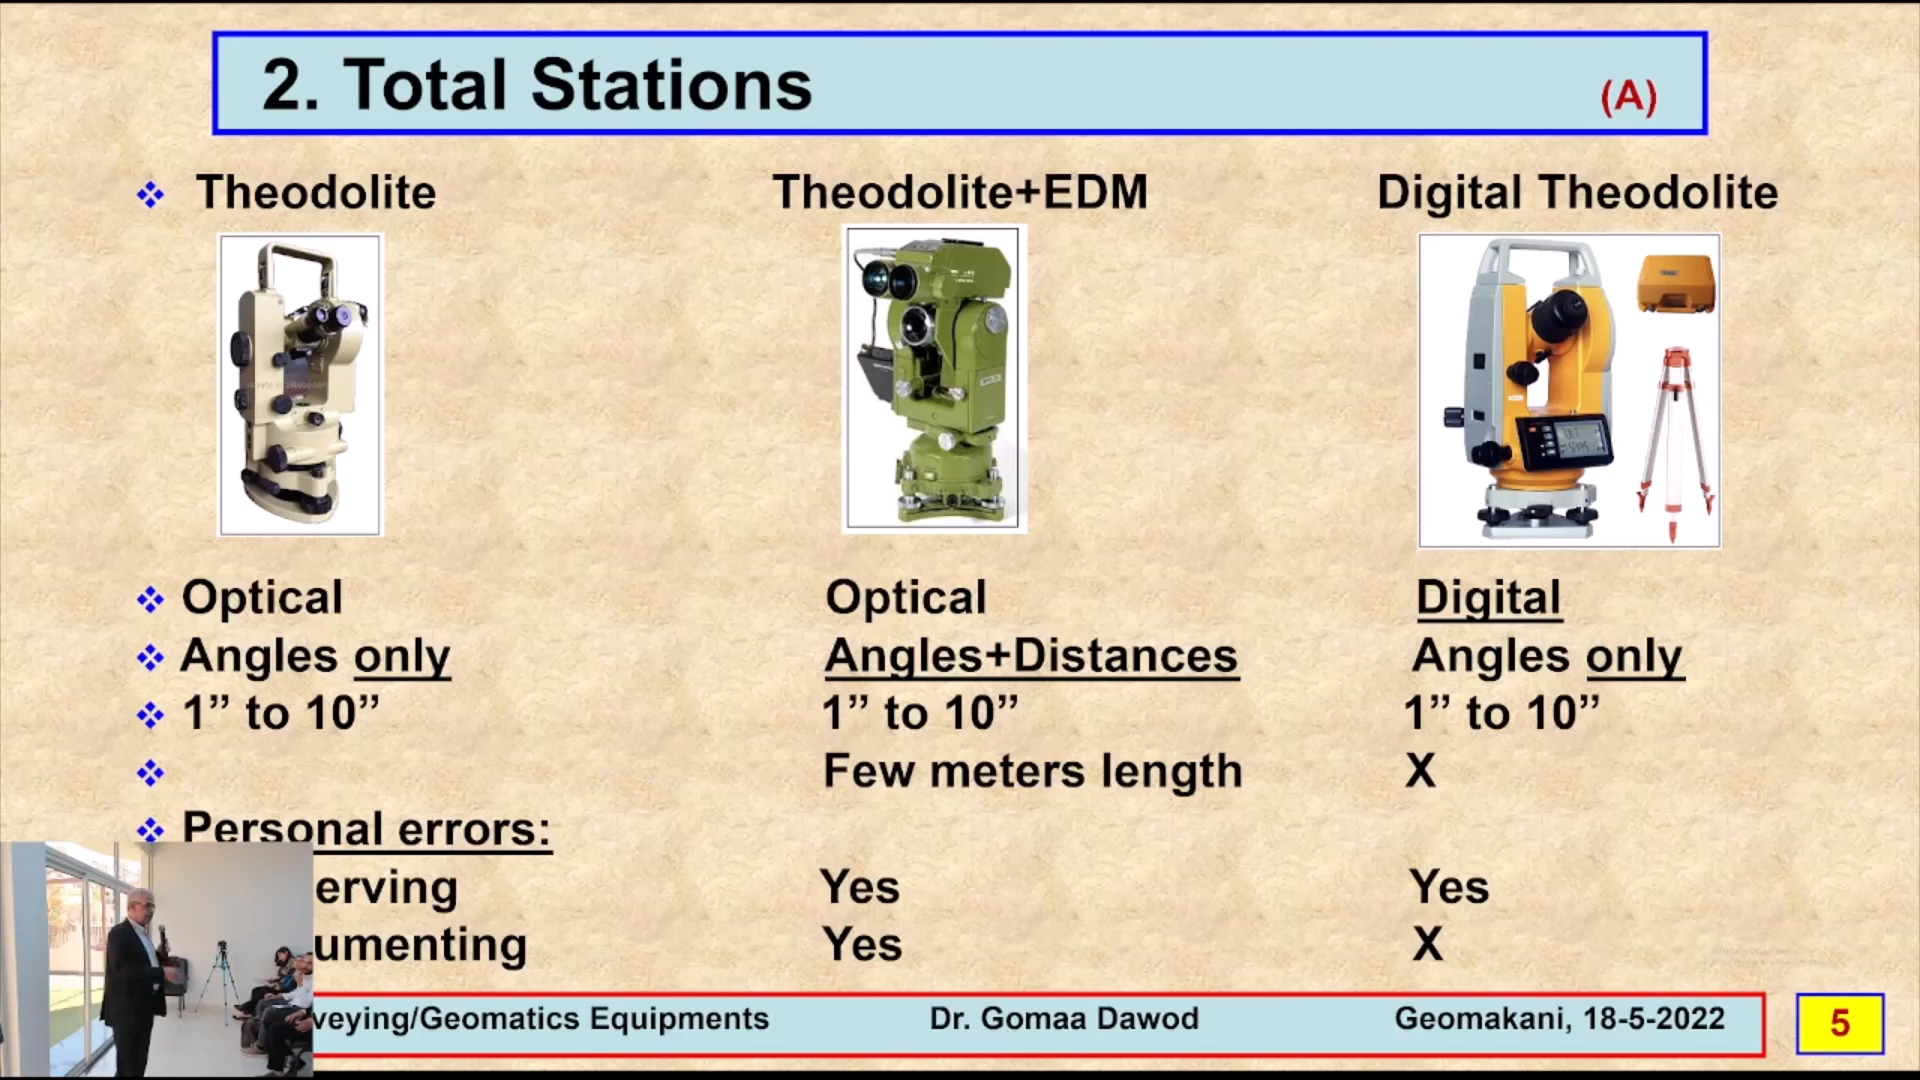 2. Total Stations (A)
Theodolite Theodolite+EDM Digital Theodolite
Optical Optical Digital
Angles only Angles+Distances Angles only
1” to 10” 1” to 10” 1” to 10”
Few meters length X
Personal errors:
erving Yes Yes
umenting Yes X
veying/Geomatics Equipments Dr. Gomaa Dawod Geomakani, 18-5-2022 5